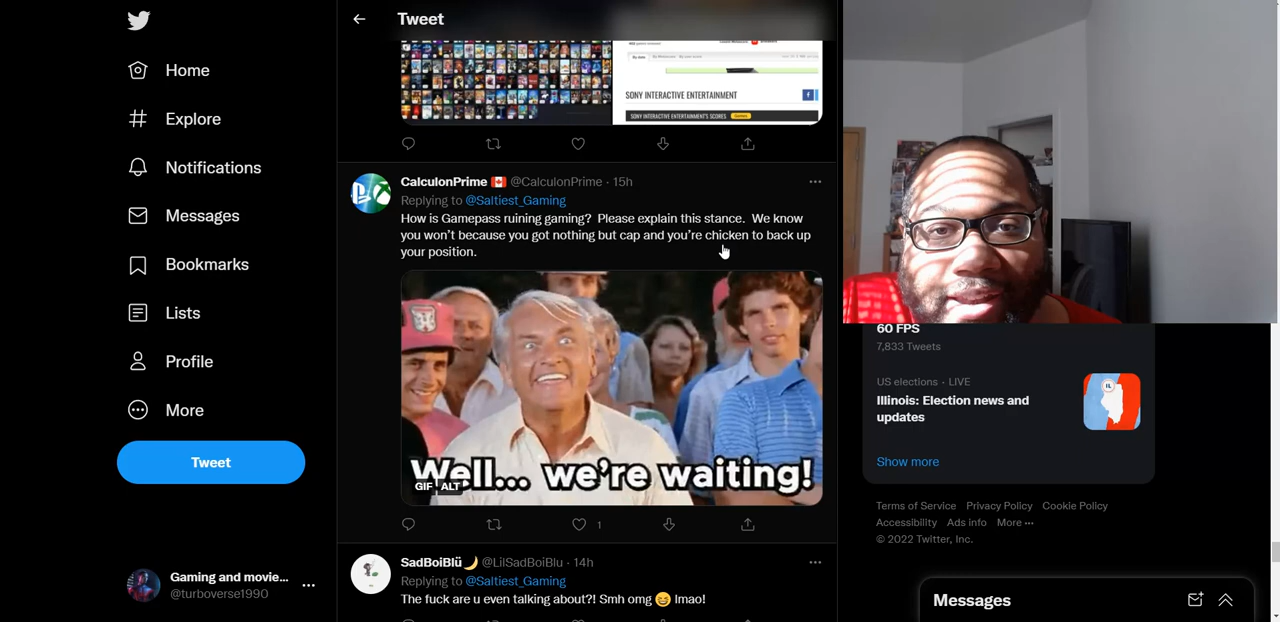 Tweet
Home
Explore
Notifications
Messages
Bookmarks
Lists
Profile
More
Tweet
Gaming and movie...
@turboverse1990
SONY INTERACTIVE ENTERTAINMENT
SONY INTERACTIVE ENTERTAINMENT'S SCORES
CalculonPrime 🇨🇦 @CalculonPrime · 15h
Replying to @Saltiest_Gaming
How is Gamepass ruining gaming? Please explain this stance. We know
you won't because you got nothing but cap and you're chicken to back up
your position.
Well... we're waiting!
GIF ALT
1
SadBoiBlü🌙 @LilSadBoiBlu · 14h
Replying to @Saltiest_Gaming
The fuck are u even talking about?! Smh omg 😆 lmao!
60 FPS
7,833 Tweets
US elections · LIVE
Illinois: Election news and
updates
IL
Show more
Terms of Service Privacy Policy Cookie Policy
Accessibility Ads info More ···
© 2022 Twitter, Inc.
Messages